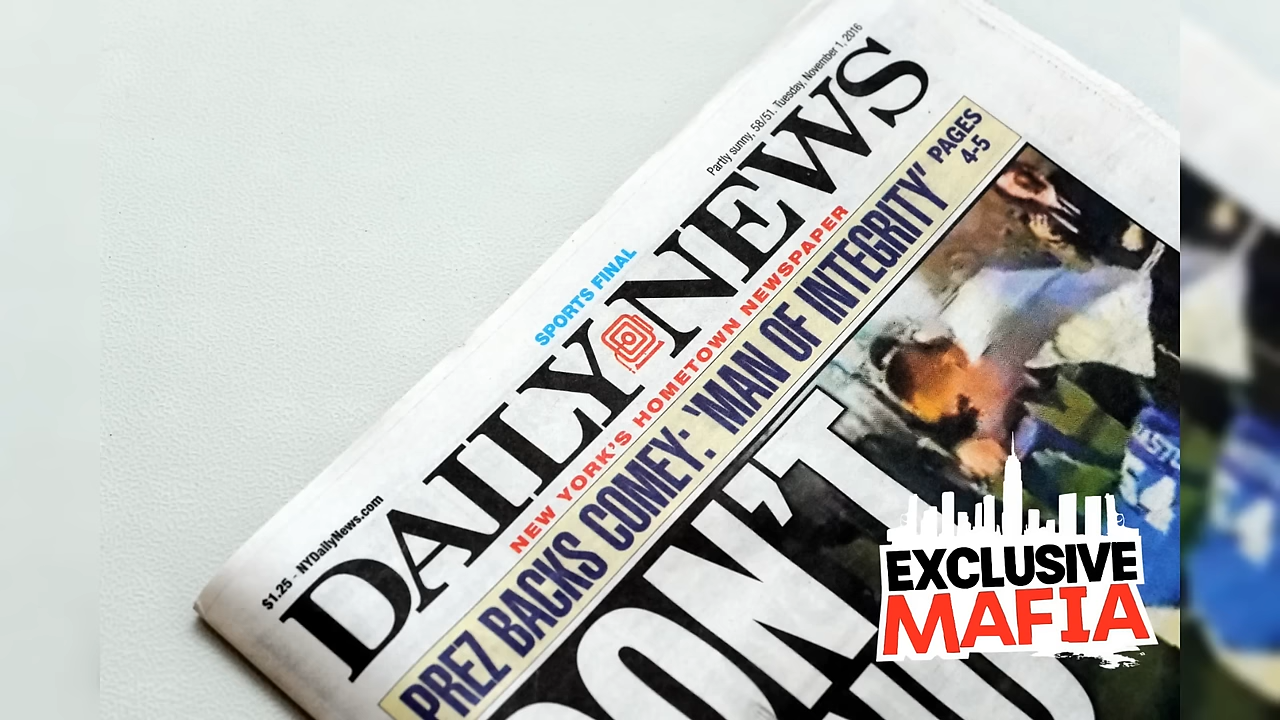 Partly sunny, 58/51. Tuesday, November 1, 2016
SPORTS FINAL
$1.25 - NYDailyNews.com
DAILY NEWS
NEW YORK'S HOMETOWN NEWSPAPER
PREZ BACKS COMEY: 'MAN OF INTEGRITY' PAGES
4-5
DON'T
EXCLUSIVE
MAFIA